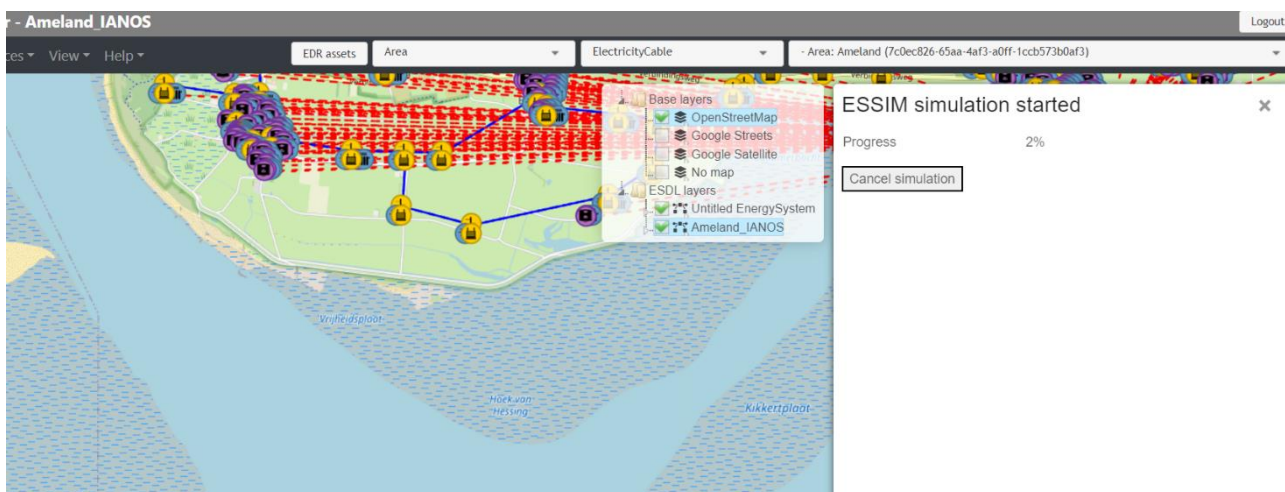 r - Ameland_IANOS
Logout
ces View Help
EDR assets
Area
ElectricityCable
- Area: Ameland (7c0ec826-65aa-4af3-a0ff-1ccb573b0af3)
Base layers
OpenStreetMap
Google Streets
Google Satellite
No map
ESDL layers
Untitled EnergySystem
Ameland_IANOS
ESSIM simulation started
×
Progress 2%
Cancel simulation
Vrijheidsplaat
Hoek van
Hessing
Kikkertplaat